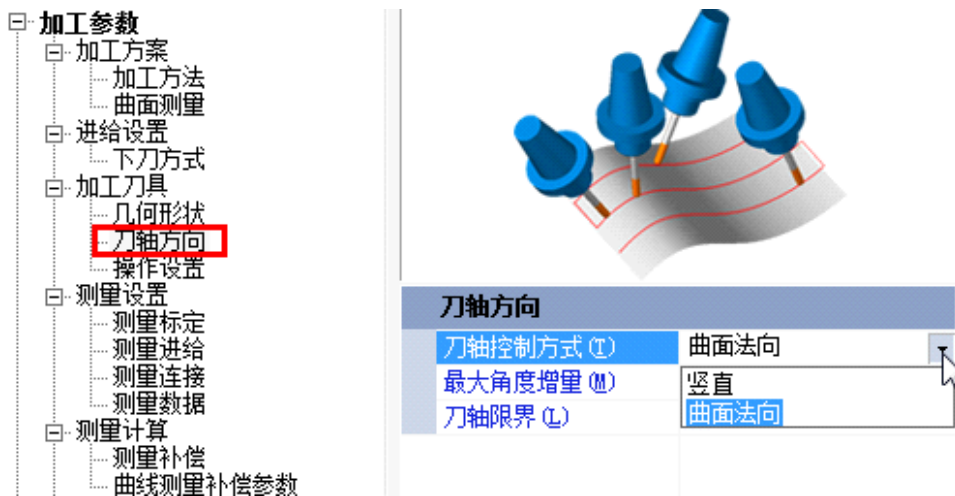 加工参数
加工方案
加工方法
曲面测量
进给设置
下刀方式
加工刀具
几何形状
刀轴方向
操作设置
测量设置
测量标定
测量进给
测量连接
测量数据
测量计算
测量补偿
曲线测量补偿参数
刀轴方向
刀轴控制方式(T) 曲面法向
最大角度增量(M) 竖直
刀轴限界(L) 曲面法向